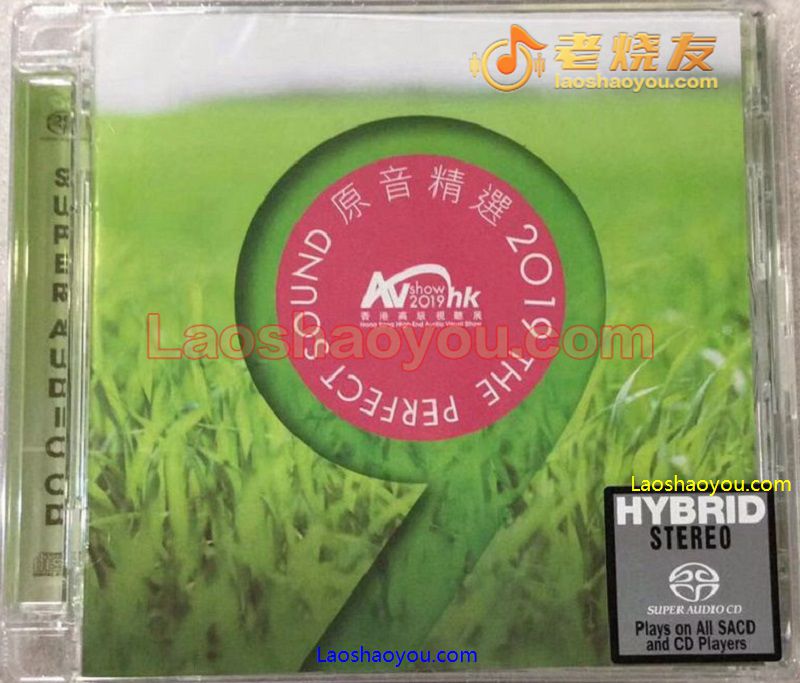 老烧友
laoshaoyou.com
SUPER AUDIO CD
原音精選 2019 THE PERFECT SOUND
AV show 2019 hk
香港高級視聽展
Hong Kong High-End Audio Visual Show
Laoshaoyou.com
9
Laoshaoyou.com
HYBRID
STEREO
SUPER AUDIO CD
Plays on All SACD
and CD Players
Laoshaoyou.com